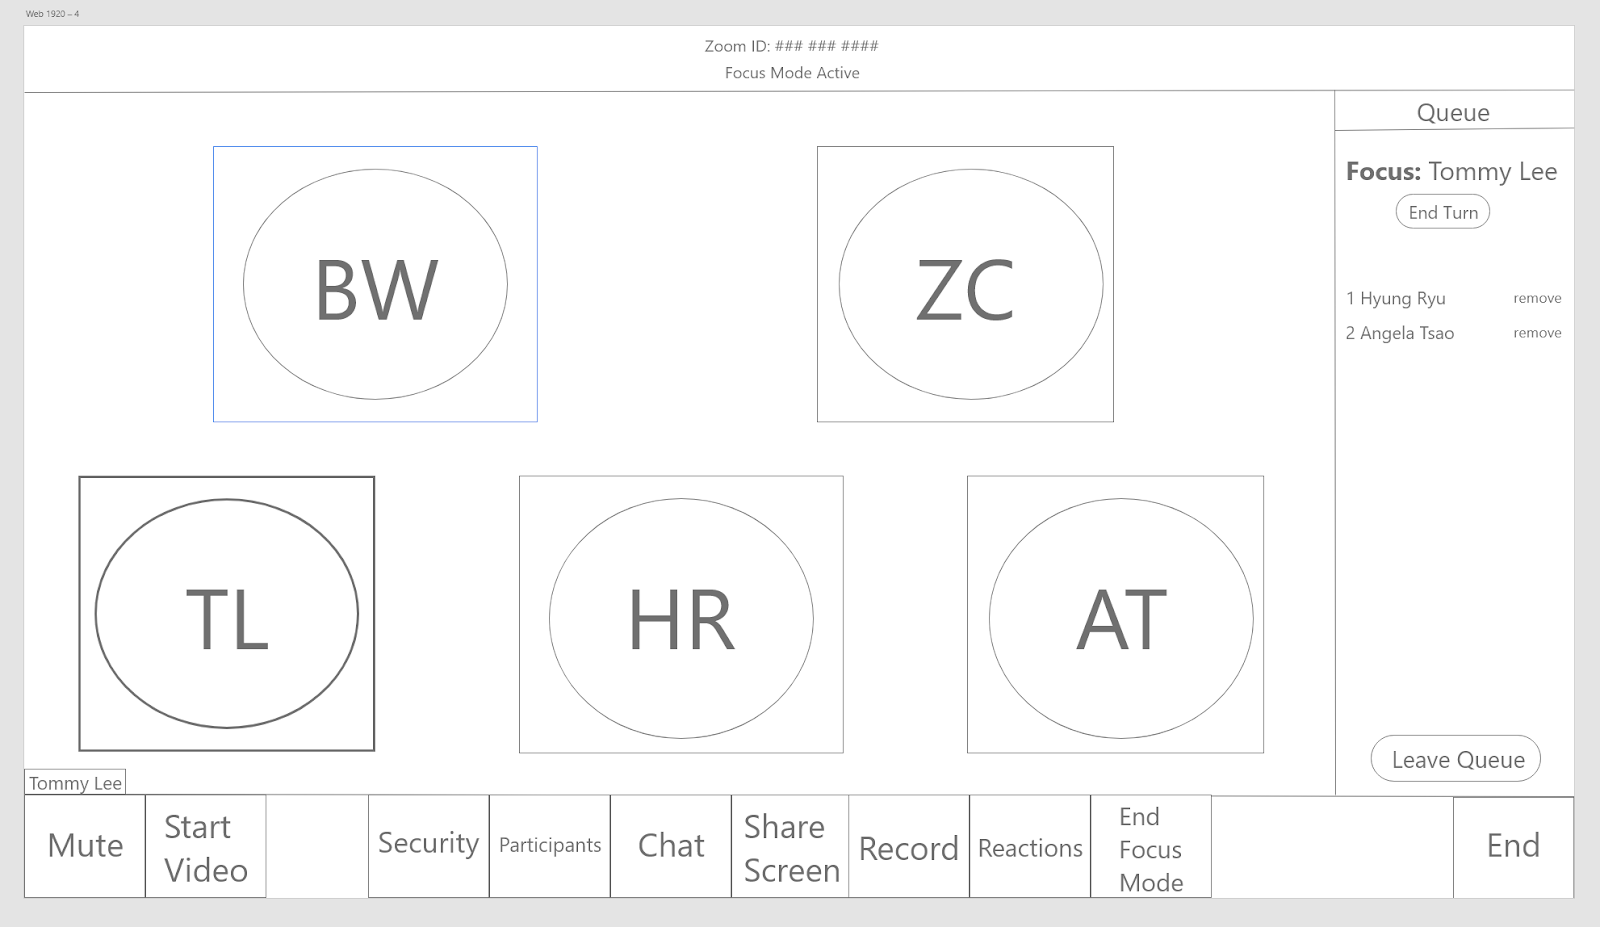 Web 1920 – 4
Zoom ID: ### ### ####
Focus Mode Active
Queue
Focus: Tommy Lee
End Turn
1 Hyung Ryu remove
2 Angela Tsao remove
BW
ZC
TL
HR
AT
Leave Queue
Tommy Lee
Mute
Start
Video
Security
Participants
Chat
Share
Screen
Record
Reactions
End
Focus
Mode
End